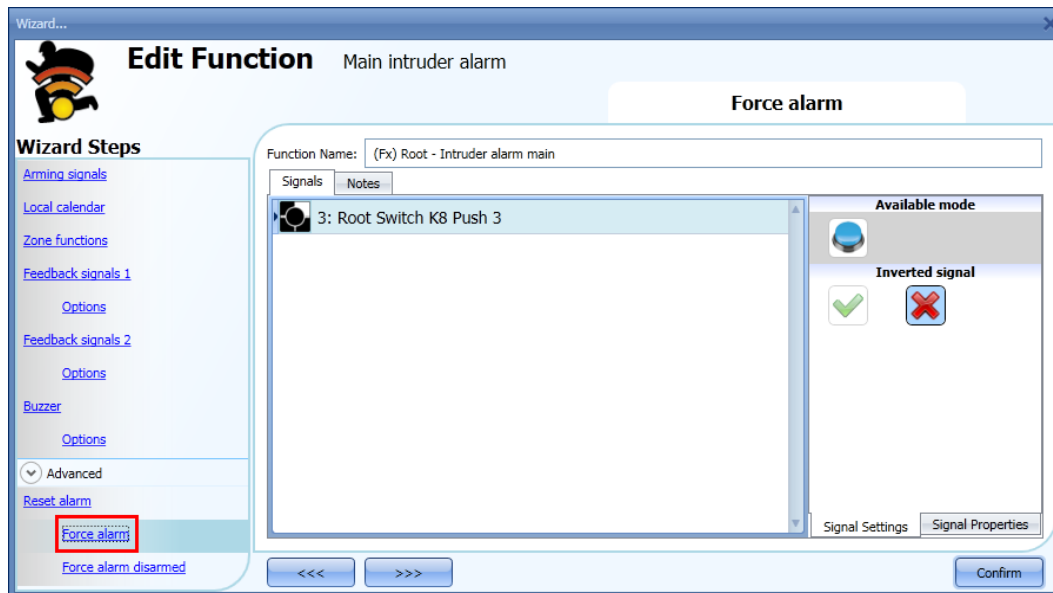 Wizard...
Edit Function Main intruder alarm
Force alarm
Wizard Steps
Arming signals
Local calendar
Zone functions
Feedback signals 1
Options
Feedback signals 2
Options
Buzzer
Options
Advanced
Reset alarm
Force alarm
Force alarm disarmed
Function Name: (Fx) Root - Intruder alarm main
Signals Notes
3: Root Switch K8 Push 3
Available mode
Inverted signal
Signal Settings Signal Properties
<<< >>> Confirm